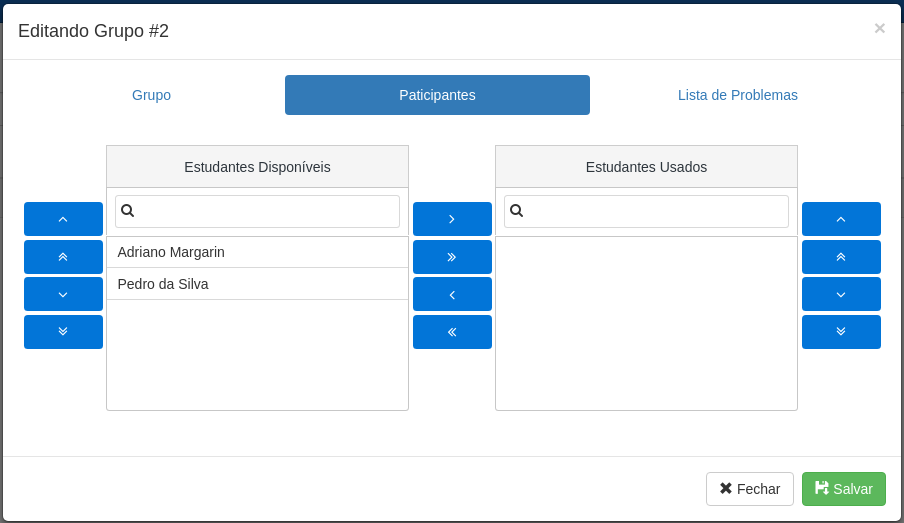 Editando Grupo #2
×
Grupo
Paticipantes
Lista de Problemas
Estudantes Disponíveis
Estudantes Usados
Adriano Margarin
Pedro da Silva
Fechar
Salvar